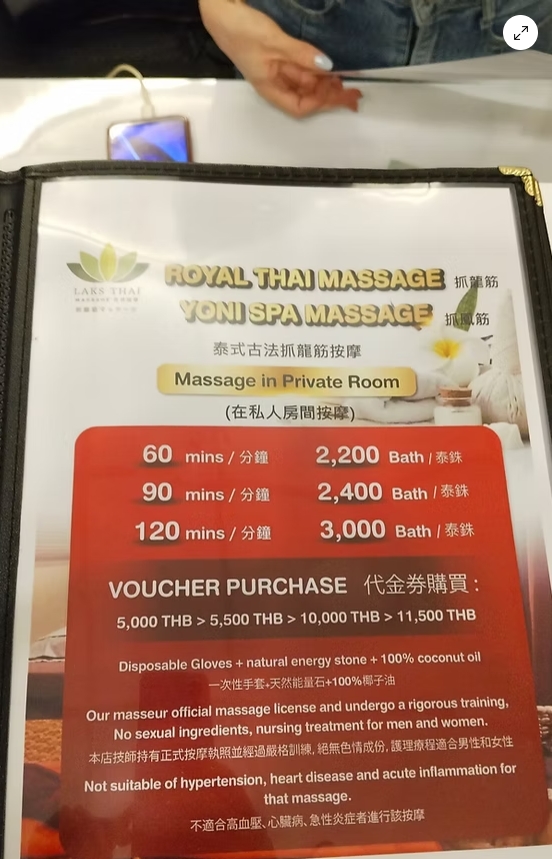 LAKS THAI
ROYAL THAI MASSAGE 抓龍筋
YONI SPA MASSAGE 抓鳳筋
泰式古法抓龍筋按摩
Massage in Private Room
(在私人房間按摩)
60 mins / 分鐘 2,200 Bath / 泰銖
90 mins / 分鐘 2,400 Bath / 泰銖
120 mins / 分鐘 3,000 Bath / 泰銖
VOUCHER PURCHASE 代金券購買 :
5,000 THB > 5,500 THB > 10,000 THB > 11,500 THB
Disposable Gloves + natural energy stone + 100% coconut oil
一次性手套+天然能量石+100%椰子油
Our masseur official massage license and undergo a rigorous training,
No sexual ingredients, nursing treatment for men and women.
本店技師持有正式按摩執照並經過嚴格訓練, 絕無色情成份, 護理療程適合男性和女性
Not suitable of hypertension, heart disease and acute inflammation for
that massage.
不適合高血壓、心臟病、急性炎症者進行該按摩